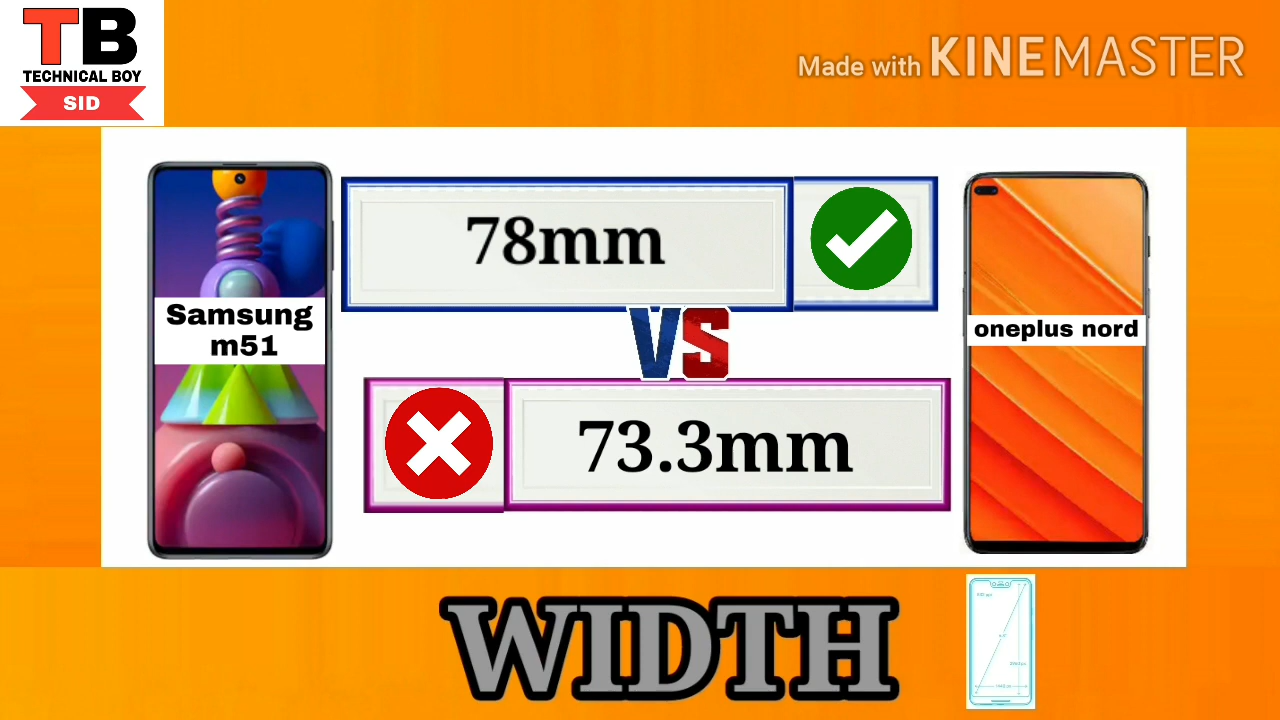 TB
TECHNICAL BOY
SID
Made with KINEMASTER
78mm
Samsung
m51
VS
oneplus nord
73.3mm
WIDTH